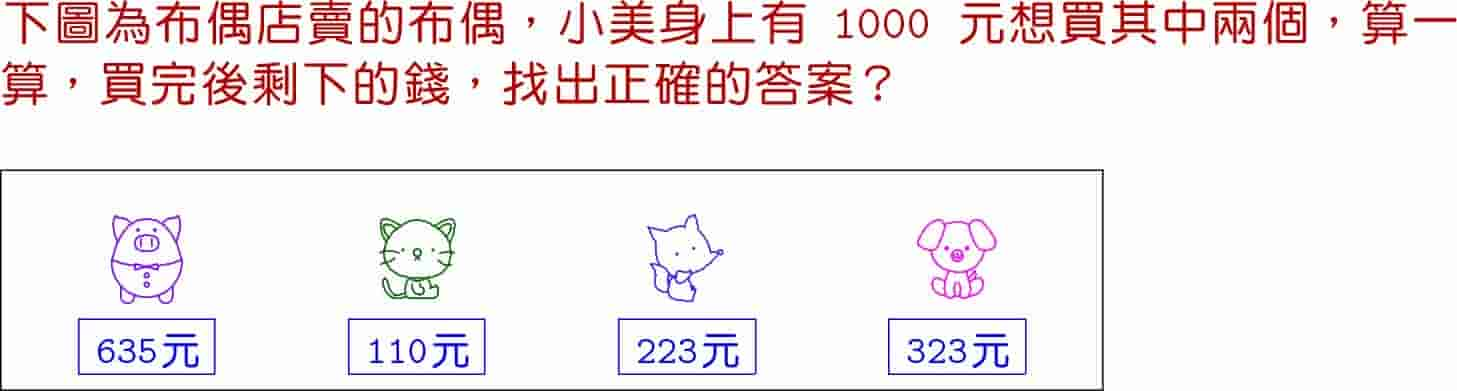 下圖為布偶店賣的布偶，小美身上有 1000 元想買其中兩個，算一
算，買完後剩下的錢，找出正確的答案？
635元 110元 223元 323元